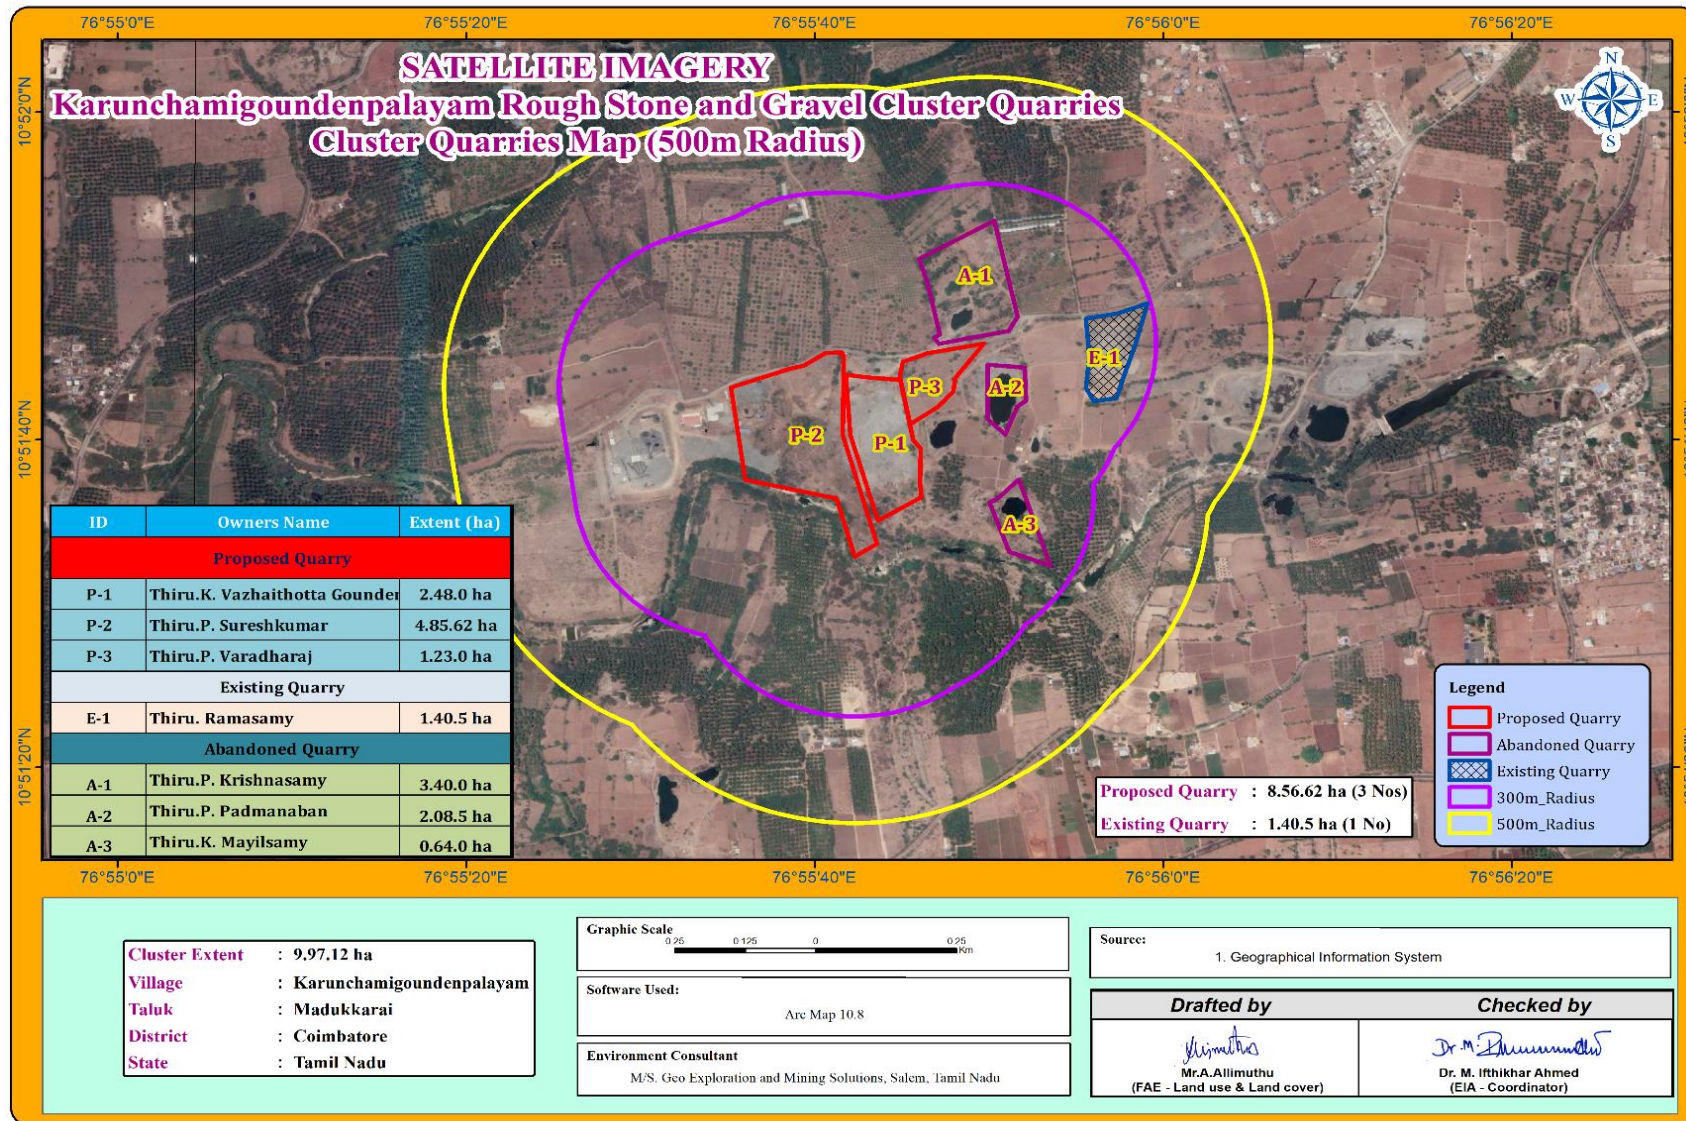 76°55'0"E 76°55'20"E 76°55'40"E 76°56'0"E 76°56'20"E
SATELLITE IMAGERY
Karunchamigoundenpalayam Rough Stone and Gravel Cluster Quarries
Cluster Quarries Map (500m Radius)
N
W E
S
10°52'0"N
10°51'40"N
10°51'20"N
A-1
E-1
P-3
A-2
P-2
P-1
A-3
ID Owners Name Extent (ha)
Proposed Quarry
P-1 Thiru.K. Vazhaithotta Gounder 2.48.0 ha
P-2 Thiru.P. Sureshkumar 4.85.62 ha
P-3 Thiru.P. Varadharaj 1.23.0 ha
Existing Quarry
E-1 Thiru. Ramasamy 1.40.5 ha
Abandoned Quarry
A-1 Thiru.P. Krishnasamy 3.40.0 ha
A-2 Thiru.P. Padmanaban 2.08.5 ha
A-3 Thiru.K. Mayilsamy 0.64.0 ha
Proposed Quarry : 8.56.62 ha (3 Nos)
Existing Quarry : 1.40.5 ha (1 No)
Legend
Proposed Quarry
Abandoned Quarry
Existing Quarry
300m_Radius
500m_Radius
76°55'0"E 76°55'20"E 76°55'40"E 76°56'0"E 76°56'20"E
Cluster Extent : 9.97.12 ha
Village : Karunchamigoundenpalayam
Taluk : Madukkarai
District : Coimbatore
State : Tamil Nadu
Graphic Scale
0.25 0.125 0 0.25
Km
Software Used:
Arc Map 10.8
Environment Consultant
M/S. Geo Exploration and Mining Solutions, Salem, Tamil Nadu
Source:
1. Geographical Information System
Drafted by Checked by
Mr.A.Allimuthu
(FAE - Land use & Land cover)
Dr. M.
Dr. M. Ifthikhar Ahmed
(EIA - Coordinator)